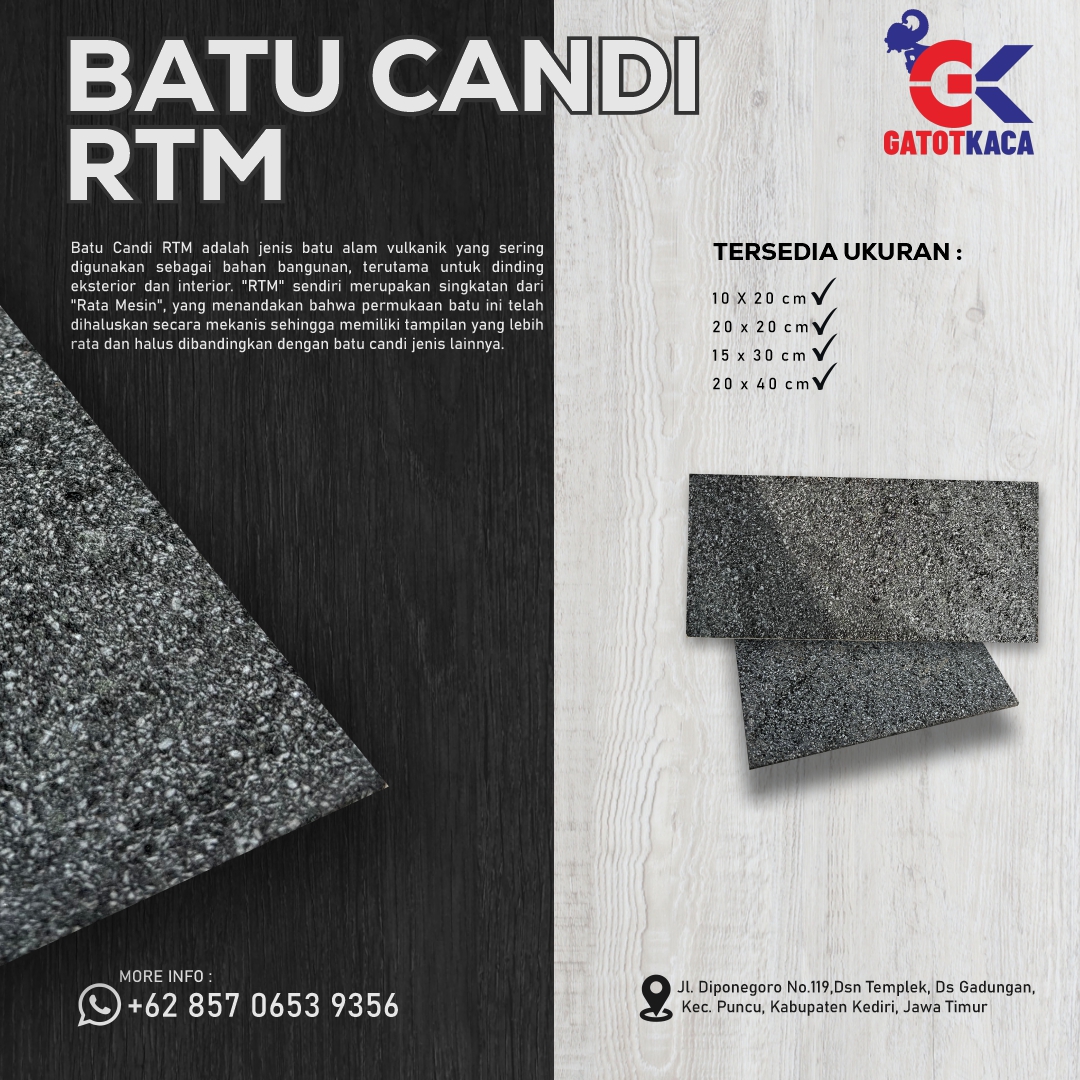 BATU CANDI
RTM
GK
GATOTKACA
Batu Candi RTM adalah jenis batu alam vulkanik yang sering
digunakan sebagai bahan bangunan, terutama untuk dinding
eksterior dan interior. "RTM" sendiri merupakan singkatan dari
"Rata Mesin", yang menandakan bahwa permukaan batu ini telah
dihaluskan secara mekanis sehingga memiliki tampilan yang lebih
rata dan halus dibandingkan dengan batu candi jenis lainnya.
TERSEDIA UKURAN :
10 X 20 cm
20 x 20 cm
15 x 30 cm
20 x 40 cm
MORE INFO :
+62 857 0653 9356
Jl. Diponegoro No.119,Dsn Templek, Ds Gadungan,
Kec. Puncu, Kabupaten Kediri, Jawa Timur